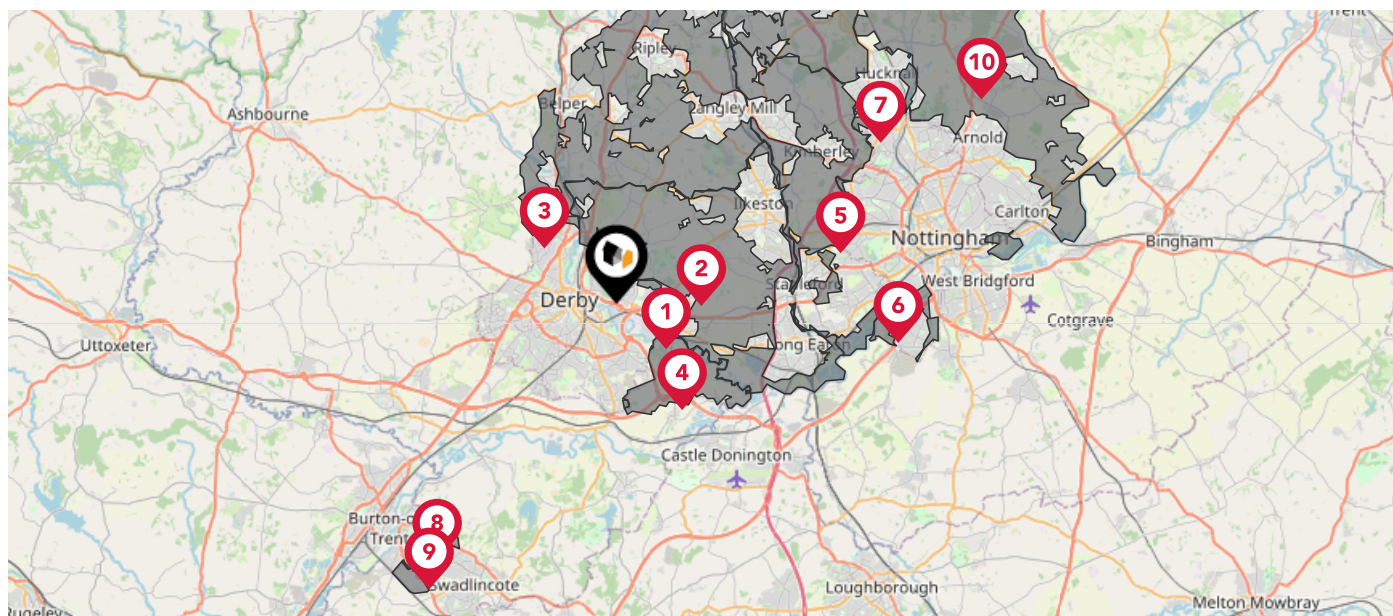 Trent
Ripley
Hucknall
10
Ashbourne
Belper
Langley Mill
7
Arnold
Kimberley
3
Ilkeston
5
Carlton
Nottingham
Bingham
2
Stapleford
West Bridgford
Derby
1
6
Cotgrave
Uttoxeter
Long Eaton
4
Castle Donington
Burton-o
Trent
8
9
Swadlincote
Loughborough
Rugeley
Melton Mowbray